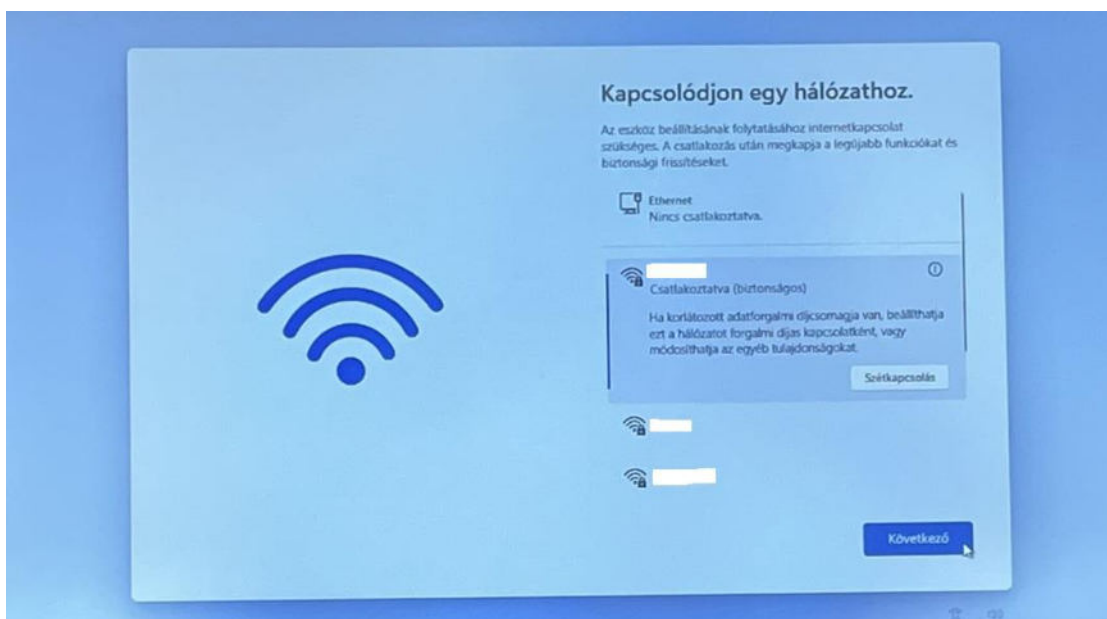 Kapcsolódjon egy hálózathoz.
Az eszköz beállításának folytatásához internetkapcsolat
szükséges. A csatlakozás után megkapja a legújabb funkciókat és
biztonsági frissítéseket.
Ethernet
Nincs csatlakoztatva.
Csatlakoztatva (biztonságos)
Ha korlátozott adatforgalmi díjcsomagja van, beállíthatja
ezt a hálózatot forgalmi díjas kapcsolatként, vagy
módosíthatja az egyéb tulajdonságokat.
Szétkapcsolás
Következő